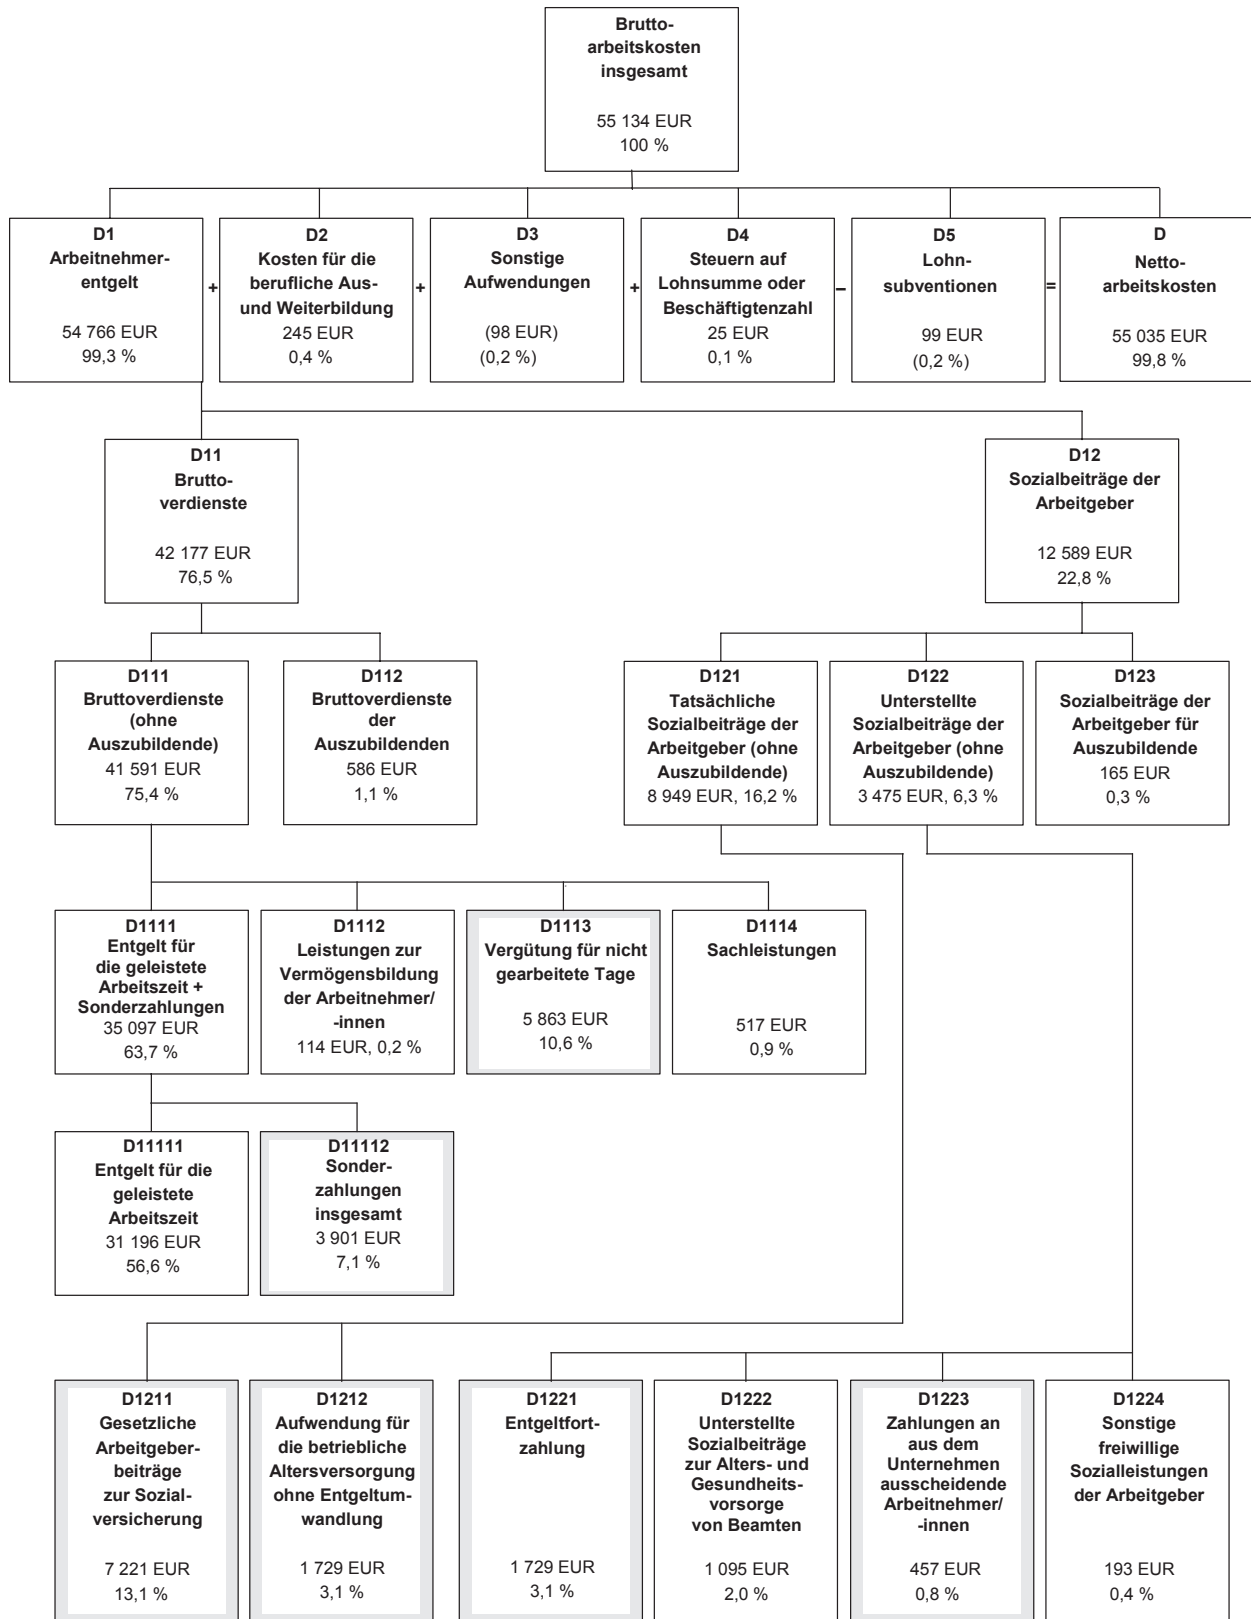 Brutto-
arbeitskosten
insgesamt
55 134 EUR
100 %
D1
Arbeitnehmer-
entgelt
54 766 EUR
99,3 %
+
D2
Kosten für die
berufliche Aus-
und Weiterbildung
245 EUR
0,4 %
+
D3
Sonstige
Aufwendungen
(98 EUR)
(0,2 %)
+
D4
Steuern auf
Lohnsumme oder
Beschäftigtenzahl
25 EUR
0,1 %
–
D5
Lohn-
subventionen
99 EUR
(0,2 %)
=
D
Netto-
arbeitskosten
55 035 EUR
99,8 %
D11
Brutto-
verdienste
42 177 EUR
76,5 %
D12
Sozialbeiträge der
Arbeitgeber
12 589 EUR
22,8 %
D111
Bruttoverdienste
(ohne
Auszubildende)
41 591 EUR
75,4 %
D112
Bruttoverdienste
der
Auszubildenden
586 EUR
1,1 %
D121
Tatsächliche
Sozialbeiträge der
Arbeitgeber (ohne
Auszubildende)
8 949 EUR, 16,2 %
D122
Unterstellte
Sozialbeiträge der
Arbeitgeber (ohne
Auszubildende)
3 475 EUR, 6,3 %
D123
Sozialbeiträge der
Arbeitgeber für
Auszubildende
165 EUR
0,3 %
D1111
Entgelt für
die geleistete
Arbeitszeit +
Sonderzahlungen
35 097 EUR
63,7 %
D1112
Leistungen zur
Vermögensbildung
der Arbeitnehmer/
-innen
114 EUR, 0,2 %
D1113
Vergütung für nicht
gearbeitete Tage
5 863 EUR
10,6 %
D1114
Sachleistungen
517 EUR
0,9 %
D11111
Entgelt für die
geleistete
Arbeitszeit
31 196 EUR
56,6 %
D11112
Sonder-
zahlungen
insgesamt
3 901 EUR
7,1 %
D1211
Gesetzliche
Arbeitgeber-
beiträge
zur Sozial-
versicherung
7 221 EUR
13,1 %
D1212
Aufwendung für
die betriebliche
Altersversorgung
ohne Entgeltum-
wandlung
1 729 EUR
3,1 %
D1221
Entgeltfort-
zahlung
1 729 EUR
3,1 %
D1222
Unterstellte
Sozialbeiträge
zur Alters- und
Gesundheits-
vorsorge
von Beamten
1 095 EUR
2,0 %
D1223
Zahlungen an
aus dem
Unternehmen
ausscheidende
Arbeitnehmer/
-innen
457 EUR
0,8 %
D1224
Sonstige
freiwillige
Sozialleistungen
der Arbeitgeber
193 EUR
0,4 %